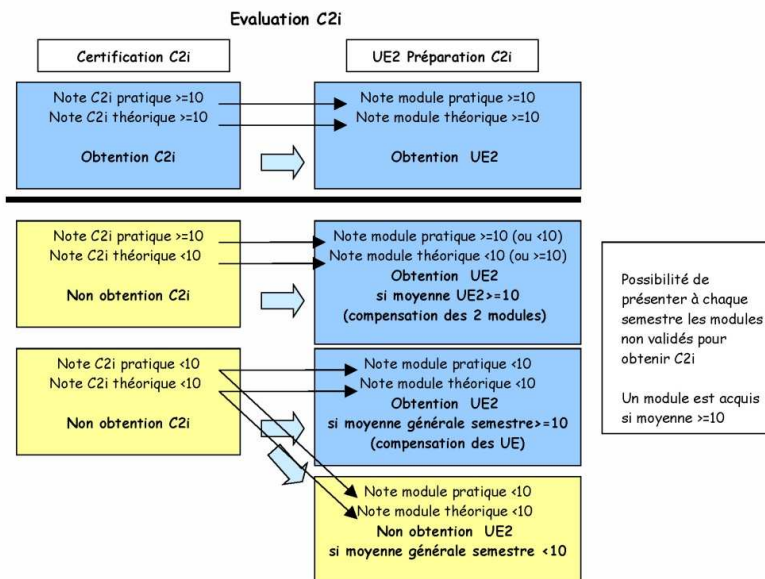 Evaluation C2i
Certification C2i
UE2 Préparation C2i
Note C2i pratique >=10
Note C2i théorique >=10
Obtention C2i
Note module pratique >=10
Note module théorique >=10
Obtention UE2
Note C2i pratique >=10
Note C2i théorique <10
Non obtention C2i
Note module pratique >=10 (ou <10)
Note module théorique <10 (ou >=10)
Obtention UE2
si moyenne UE2>=10
(compensation des 2 modules)
Note C2i pratique <10
Note C2i théorique <10
Non obtention C2i
Note module pratique <10
Note module théorique <10
Obtention UE2
si moyenne générale semestre>=10
(compensation des UE)
Note module pratique <10
Note module théorique <10
Non obtention UE2
si moyenne générale semestre <10
Possibilité de
présenter à chaque
semestre les modules
non validés pour
obtenir C2i
Un module est acquis
si moyenne >=10